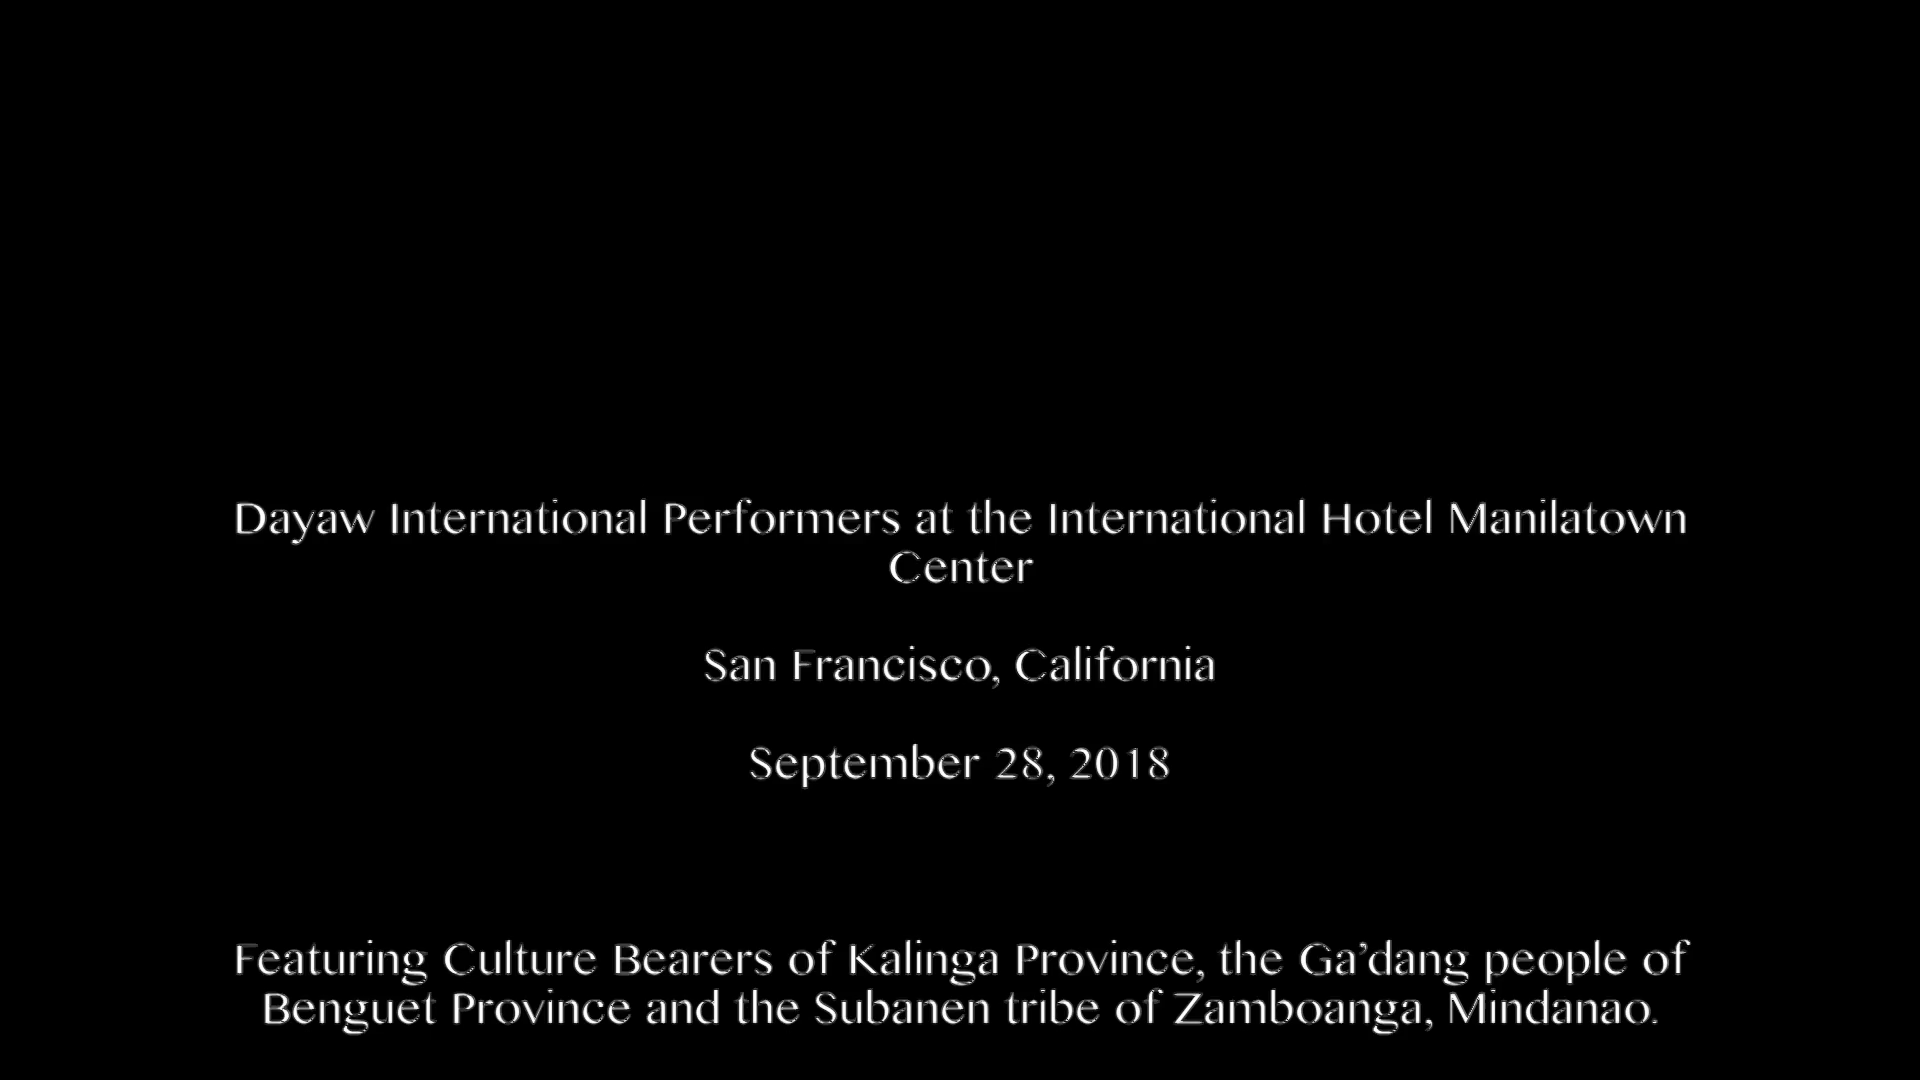 Dayaw International Performers at the International Hotel Manilatown
Center
San Francisco, California
September 28, 2018
Featuring Culture Bearers of Kalinga Province, the Ga’dang people of
Benguet Province and the Subanen tribe of Zamboanga, Mindanao.